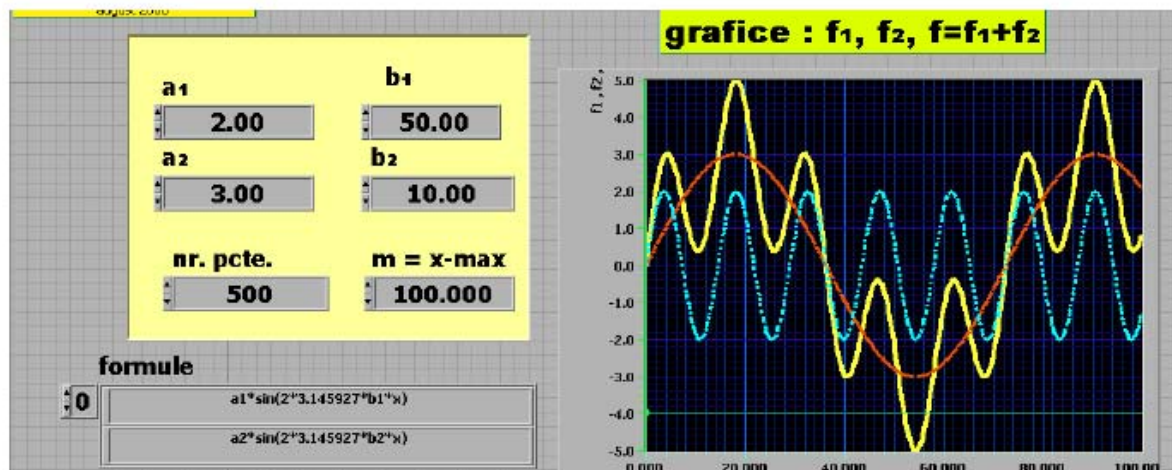 august 2006
grafice : f1, f2, f=f1+f2
a1
b1
2.00
50.00
a2
b2
3.00
10.00
nr. pcte.
m = x-max
500
100.000
formule
0
a1*sin(2*3.145927*b1*x)
a2*sin(2*3.145927*b2*x)
f1 ,f2,
5.0
4.0
3.0
2.0
1.0
0.0
-1.0
-2.0
-3.0
-4.0
-5.0
0.000
20.000
40.000
60.000
80.000